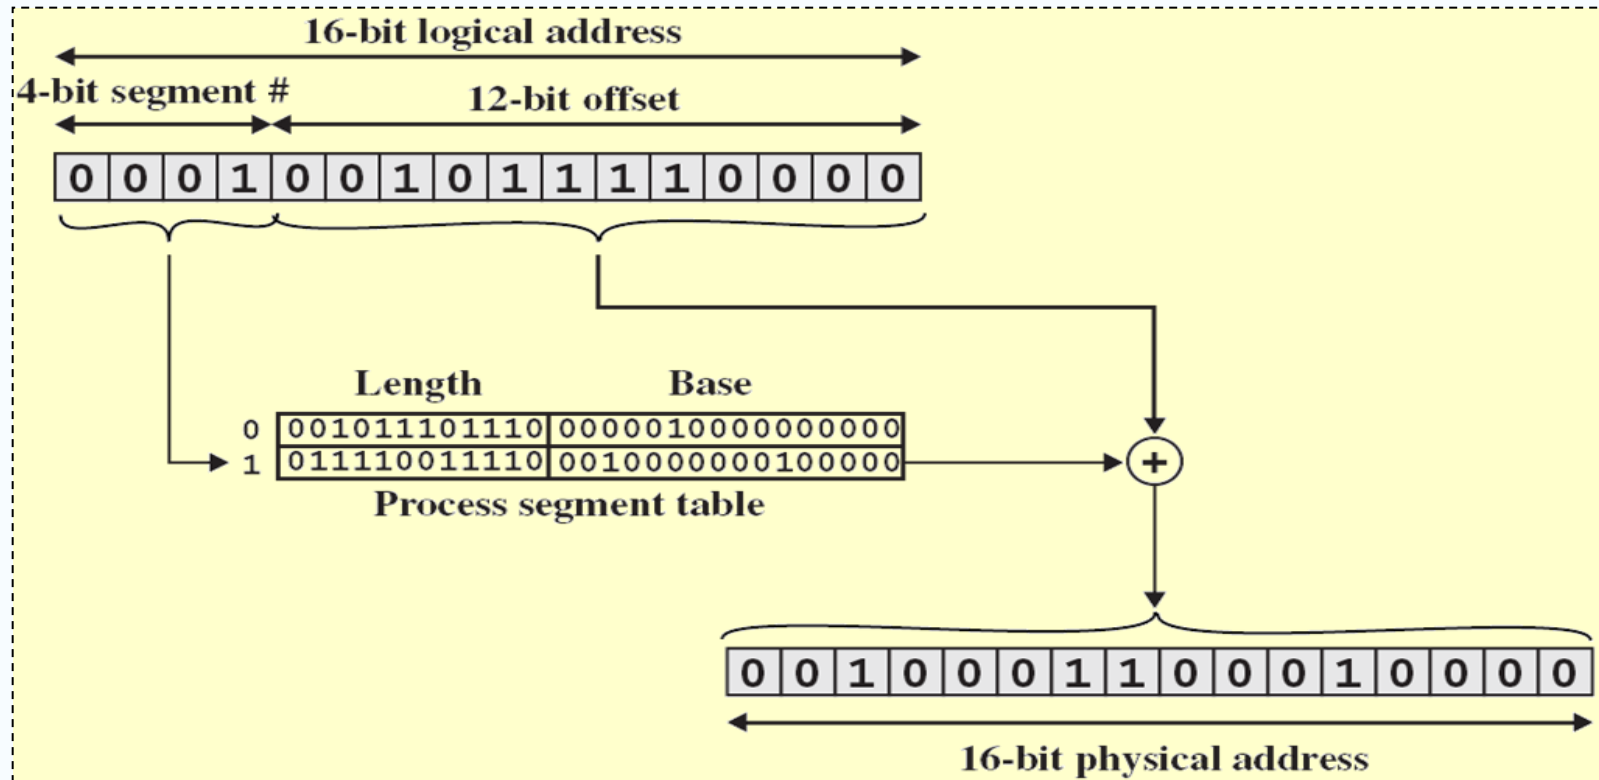 16-bit logical address
4-bit segment #
12-bit offset
0 0 0 1 0 0 1 0 1 1 1 1 0 0 0 0
Length Base
0 001011101110 0000010000000000
1 011110011110 0010000000100000
Process segment table
+
0 0 1 0 0 0 1 1 0 0 0 1 0 0 0 0
16-bit physical address